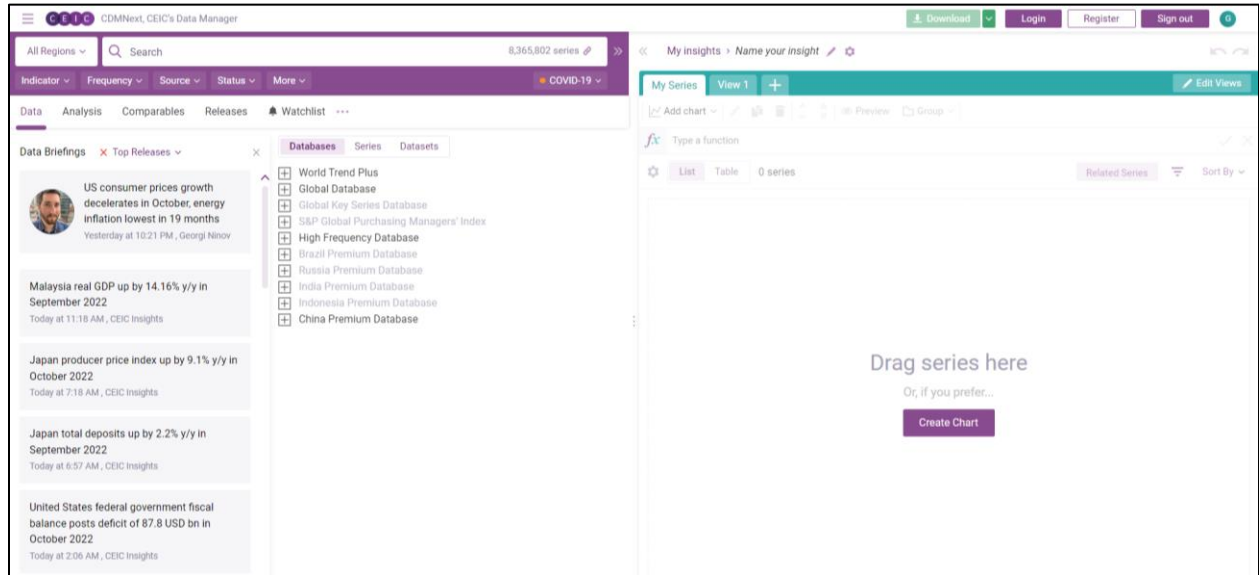 CEIC CDMNext, CEIC's Data Manager
Download Login Register Sign out G
All Regions Search 8,365,802 series
Indicator Frequency Source Status More COVID-19
Data Analysis Comparables Releases Watchlist ...
Data Briefings Top Releases
US consumer prices growth
decelerates in October, energy
inflation lowest in 19 months
Yesterday at 10:21 PM , Georgi Ninov
Malaysia real GDP up by 14.16% y/y in
September 2022
Today at 11:18 AM , CEIC Insights
Japan producer price index up by 9.1% y/y in
October 2022
Today at 7:18 AM , CEIC Insights
Japan total deposits up by 2.2% y/y in
September 2022
Today at 6:57 AM , CEIC Insights
United States federal government fiscal
balance posts deficit of 87.8 USD bn in
October 2022
Today at 2:06 AM , CEIC Insights
Databases Series Datasets
World Trend Plus
Global Database
Global Key Series Database
S&P Global Purchasing Managers' Index
High Frequency Database
Brazil Premium Database
Russia Premium Database
India Premium Database
Indonesia Premium Database
China Premium Database
My insights › Name your insight
My Series View 1 + Edit Views
Add chart Preview Group
fx Type a function
List Table 0 series Related Series Sort By
Drag series here
Or, if you prefer...
Create Chart